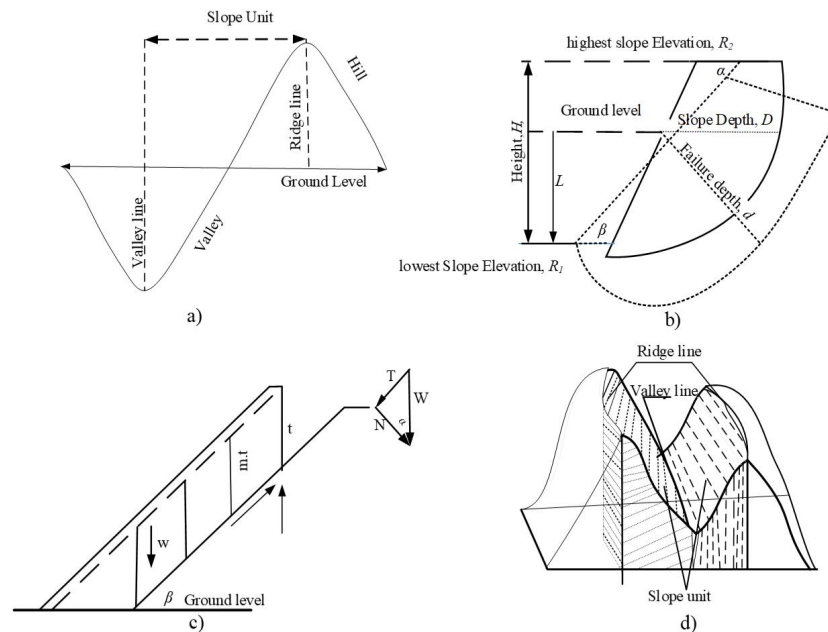 Slope Unit
Hill
Ridge line
Ground Level
Valley line
Valley
a)
highest slope Elevation, R2
α
Ground level
Slope Depth, D
Height, H
L
Failure depth, d
β
lowest Slope Elevation, R1
b)
T
W
N
α
t
m.t
w
β
Ground level
c)
Ridge line
Valley line
Slope unit
d)